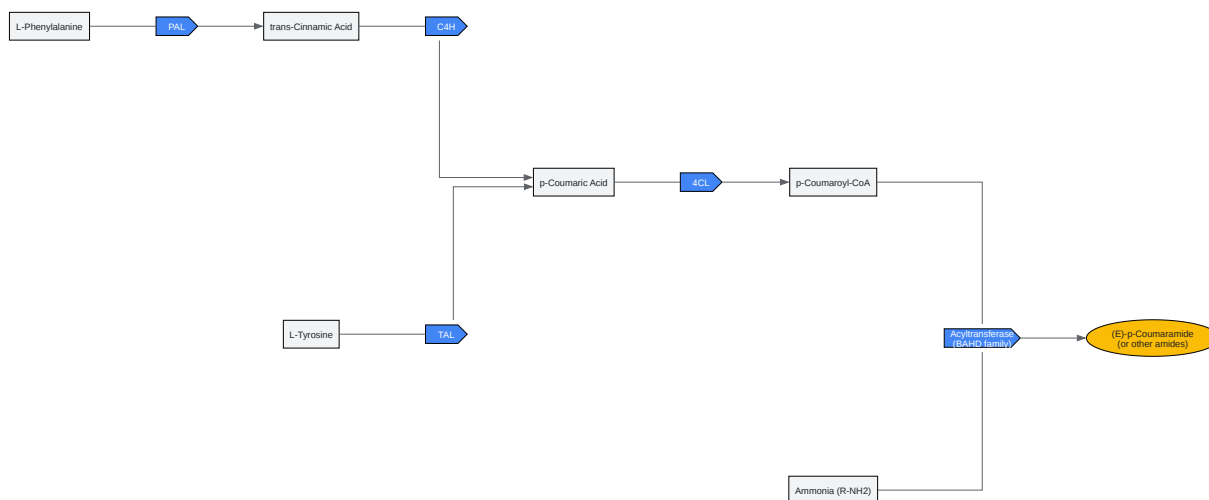 L-Phenylalanine
PAL
trans-Cinnamic Acid
C4H
p-Coumaric Acid
4CL
p-Coumaroyl-CoA
L-Tyrosine
TAL
Acyltransferase
(BAHD family)
(E)-p-Coumaramide
(or other amides)
Ammonia (R-NH2)